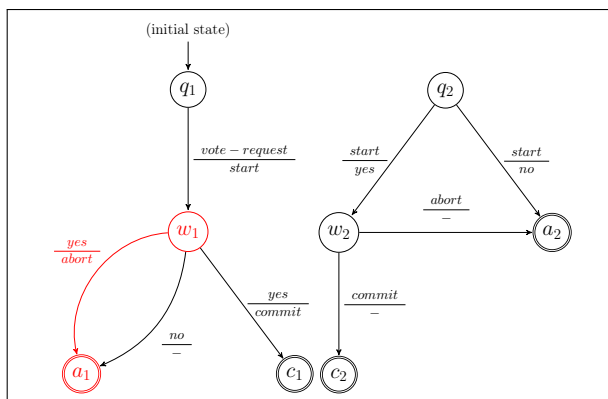 (initial state)
q1
q2
vote − request
start
start
yes
start
no
w1
w2
abort
−
a2
yes
abort
no
−
yes
commit
commit
−
a1
c1
c2